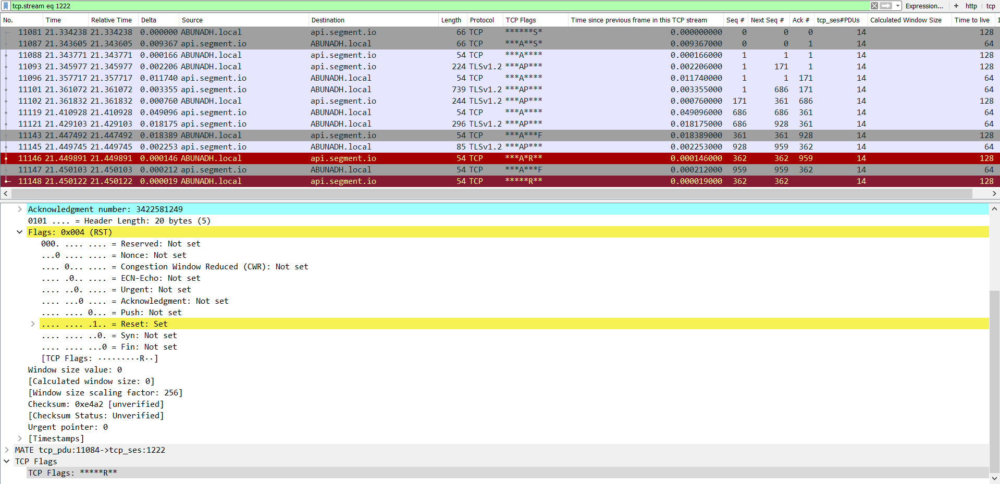 tcp.stream eq 1222 Expression... + http tcp
No. Time Relative Time Delta Source Destination Length Protocol TCP Flags Time since previous frame in this TCP stream Seq # Next Seq # Ack # tcp_ses#PDUs Calculated Window Size Time to live
11081 21.334238 21.334238 0.000000 ABUNADH.local api.segment.io 66 TCP ******S* 0.000000000 0 0 0 14 128
11087 21.343605 21.343605 0.009367 api.segment.io ABUNADH.local 66 TCP ***A**S* 0.009367000 0 0 1 14 64
11088 21.343771 21.343771 0.000166 ABUNADH.local api.segment.io 54 TCP ***A**** 0.000166000 1 1 1 14 128
11093 21.345977 21.345977 0.002206 ABUNADH.local api.segment.io 224 TLSv1.2 ***AP*** 0.002206000 1 171 1 14 128
11096 21.357717 21.357717 0.011740 api.segment.io ABUNADH.local 54 TCP ***A**** 0.011740000 1 1 171 14 64
11101 21.361072 21.361072 0.003355 api.segment.io ABUNADH.local 739 TLSv1.2 ***AP*** 0.003355000 1 686 171 14 64
11102 21.361832 21.361832 0.000760 ABUNADH.local api.segment.io 244 TLSv1.2 ***AP*** 0.000760000 171 361 686 14 128
11119 21.410928 21.410928 0.049096 api.segment.io ABUNADH.local 54 TCP ***A**** 0.049096000 686 686 361 14 64
11121 21.429103 21.429103 0.018175 api.segment.io ABUNADH.local 296 TLSv1.2 ***AP*** 0.018175000 686 928 361 14 64
11143 21.447492 21.447492 0.018389 ABUNADH.local api.segment.io 54 TCP ***A***F 0.018389000 361 361 928 14 128
11145 21.449745 21.449745 0.002253 api.segment.io ABUNADH.local 85 TLSv1.2 ***AP*** 0.002253000 928 959 362 14 64
11146 21.449891 21.449891 0.000146 ABUNADH.local api.segment.io 54 TCP ***A*R** 0.000146000 362 362 959 14 128
11147 21.450103 21.450103 0.000212 api.segment.io ABUNADH.local 54 TCP ***A***F 0.000212000 959 959 362 14 64
11148 21.450122 21.450122 0.000019 ABUNADH.local api.segment.io 54 TCP *****R** 0.000019000 362 362 14 128
Acknowledgment number: 3422581249
0101 .... = Header Length: 20 bytes (5)
Flags: 0x004 (RST)
000. .... .... = Reserved: Not set
...0 .... .... = Nonce: Not set
.... 0... .... = Congestion Window Reduced (CWR): Not set
.... .0.. .... = ECN-Echo: Not set
.... ..0. .... = Urgent: Not set
.... ...0 .... = Acknowledgment: Not set
.... .... 0... = Push: Not set
.... .... .1.. = Reset: Set
.... .... ..0. = Syn: Not set
.... .... ...0 = Fin: Not set
[TCP Flags: ·········R··]
Window size value: 0
[Calculated window size: 0]
[Window size scaling factor: 256]
Checksum: 0xe4a2 [unverified]
[Checksum Status: Unverified]
Urgent pointer: 0
[Timestamps]
MATE tcp_pdu:11084->tcp_ses:1222
TCP Flags
TCP Flags: *****R**